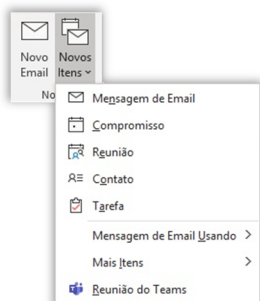 Novo Novos
Email Itens
No
Mensagem de Email
Compromisso
Reunião
Contato
Tarefa
Mensagem de Email Usando
Mais Itens
Reunião do Teams